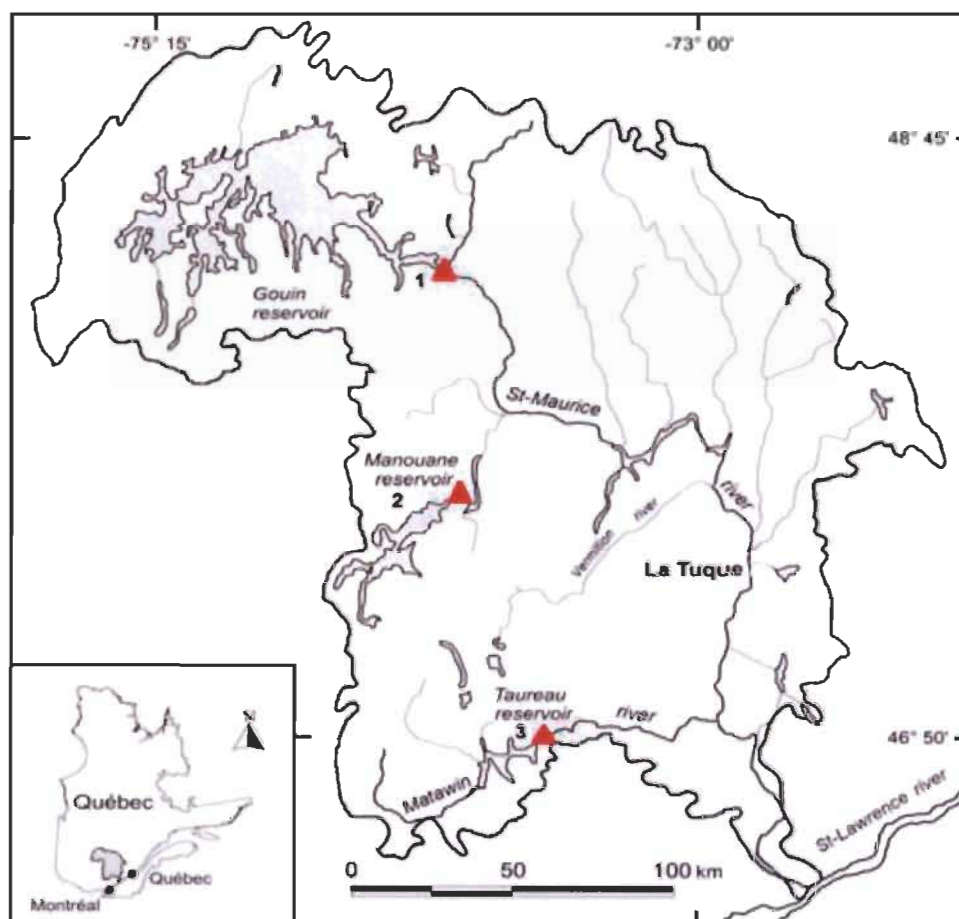 -75° 15'
-73° 00'
48° 45'
1
Gouin
reservoir
St-Maurice
Manouane
reservoir
2
river
river
Vermillon
La Tuque
Taureau
reservoir
river
3
46° 50'
Matawin
St-Lawrence river
N
Québec
Québec
Montréal
0 50 100 km